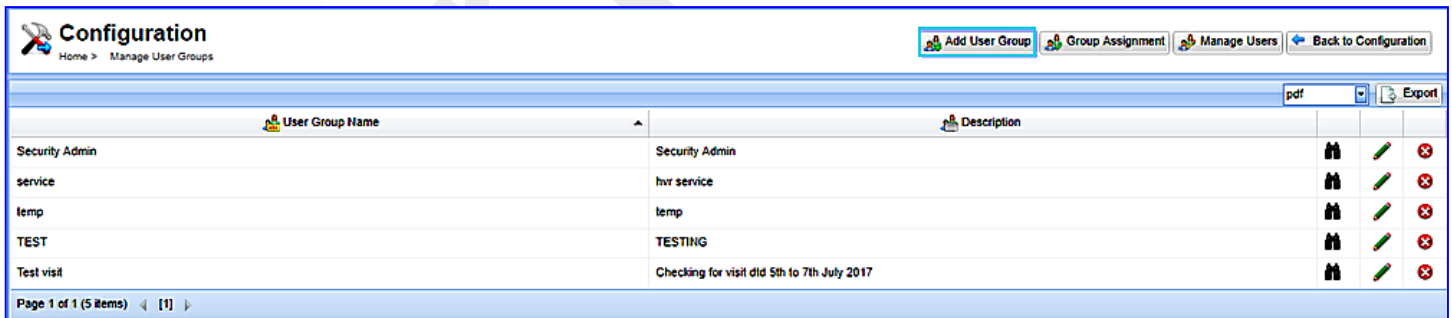 Configuration
Home > Manage User Groups
Add User Group Group Assignment Manage Users Back to Configuration
pdf Export
User Group Name Description
Security Admin Security Admin
service hvr service
temp temp
TEST TESTING
Test visit Checking for visit dld 5th to 7th July 2017
Page 1 of 1 (5 items) [1]